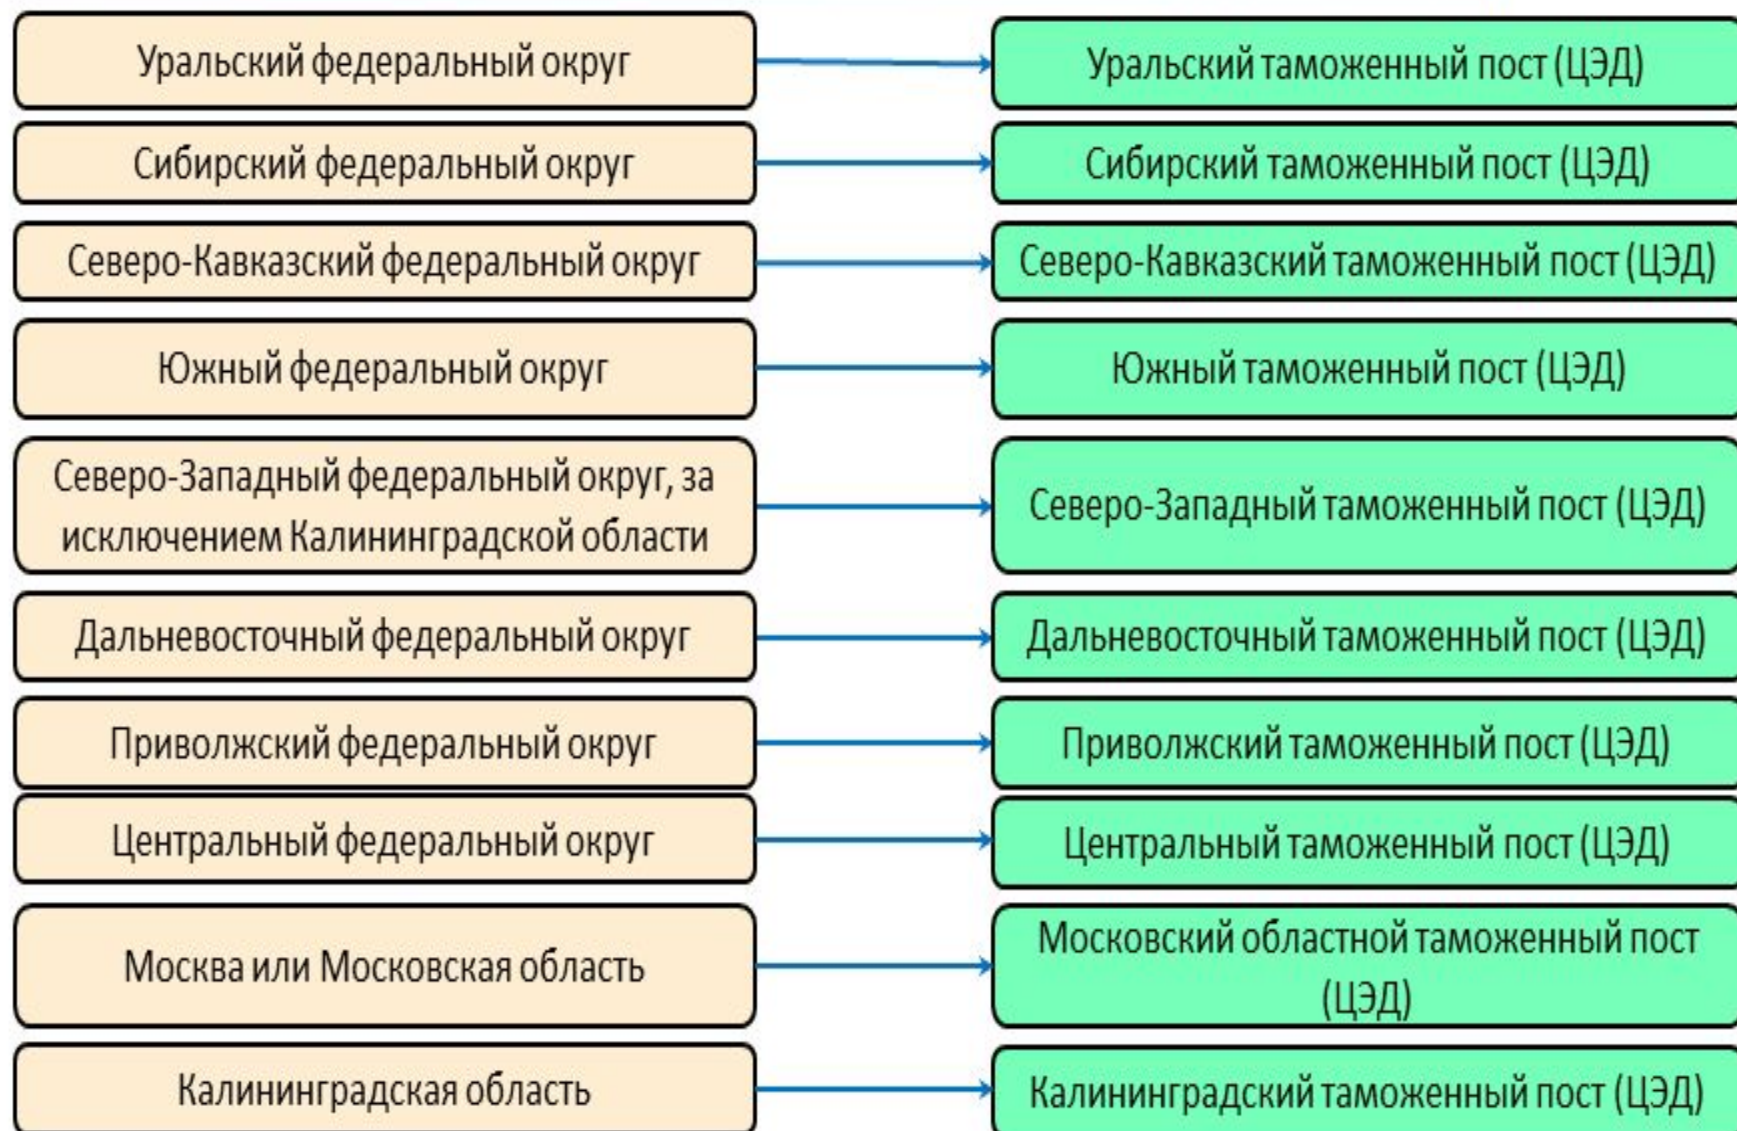 Уральский федеральный округ
Уральский таможенный пост (ЦЭД)
Сибирский федеральный округ
Сибирский таможенный пост (ЦЭД)
Северо-Кавказский федеральный округ
Северо-Кавказский таможенный пост (ЦЭД)
Южный федеральный округ
Южный таможенный пост (ЦЭД)
Северо-Западный федеральный округ, за
исключением Калининградской области
Северо-Западный таможенный пост (ЦЭД)
Дальневосточный федеральный округ
Дальневосточный таможенный пост (ЦЭД)
Приволжский федеральный округ
Приволжский таможенный пост (ЦЭД)
Центральный федеральный округ
Центральный таможенный пост (ЦЭД)
Москва или Московская область
Московский областной таможенный пост
(ЦЭД)
Калининградская область
Калининградский таможенный пост (ЦЭД)